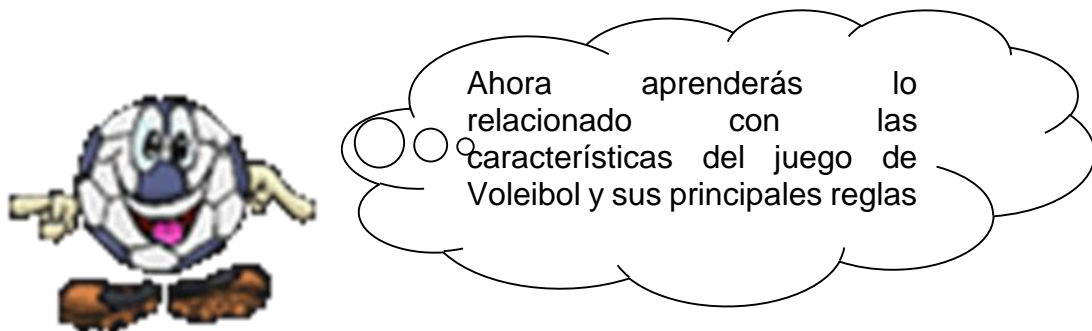 Ahora aprenderás lo
relacionado con las
características del juego de
Voleibol y sus principales reglas